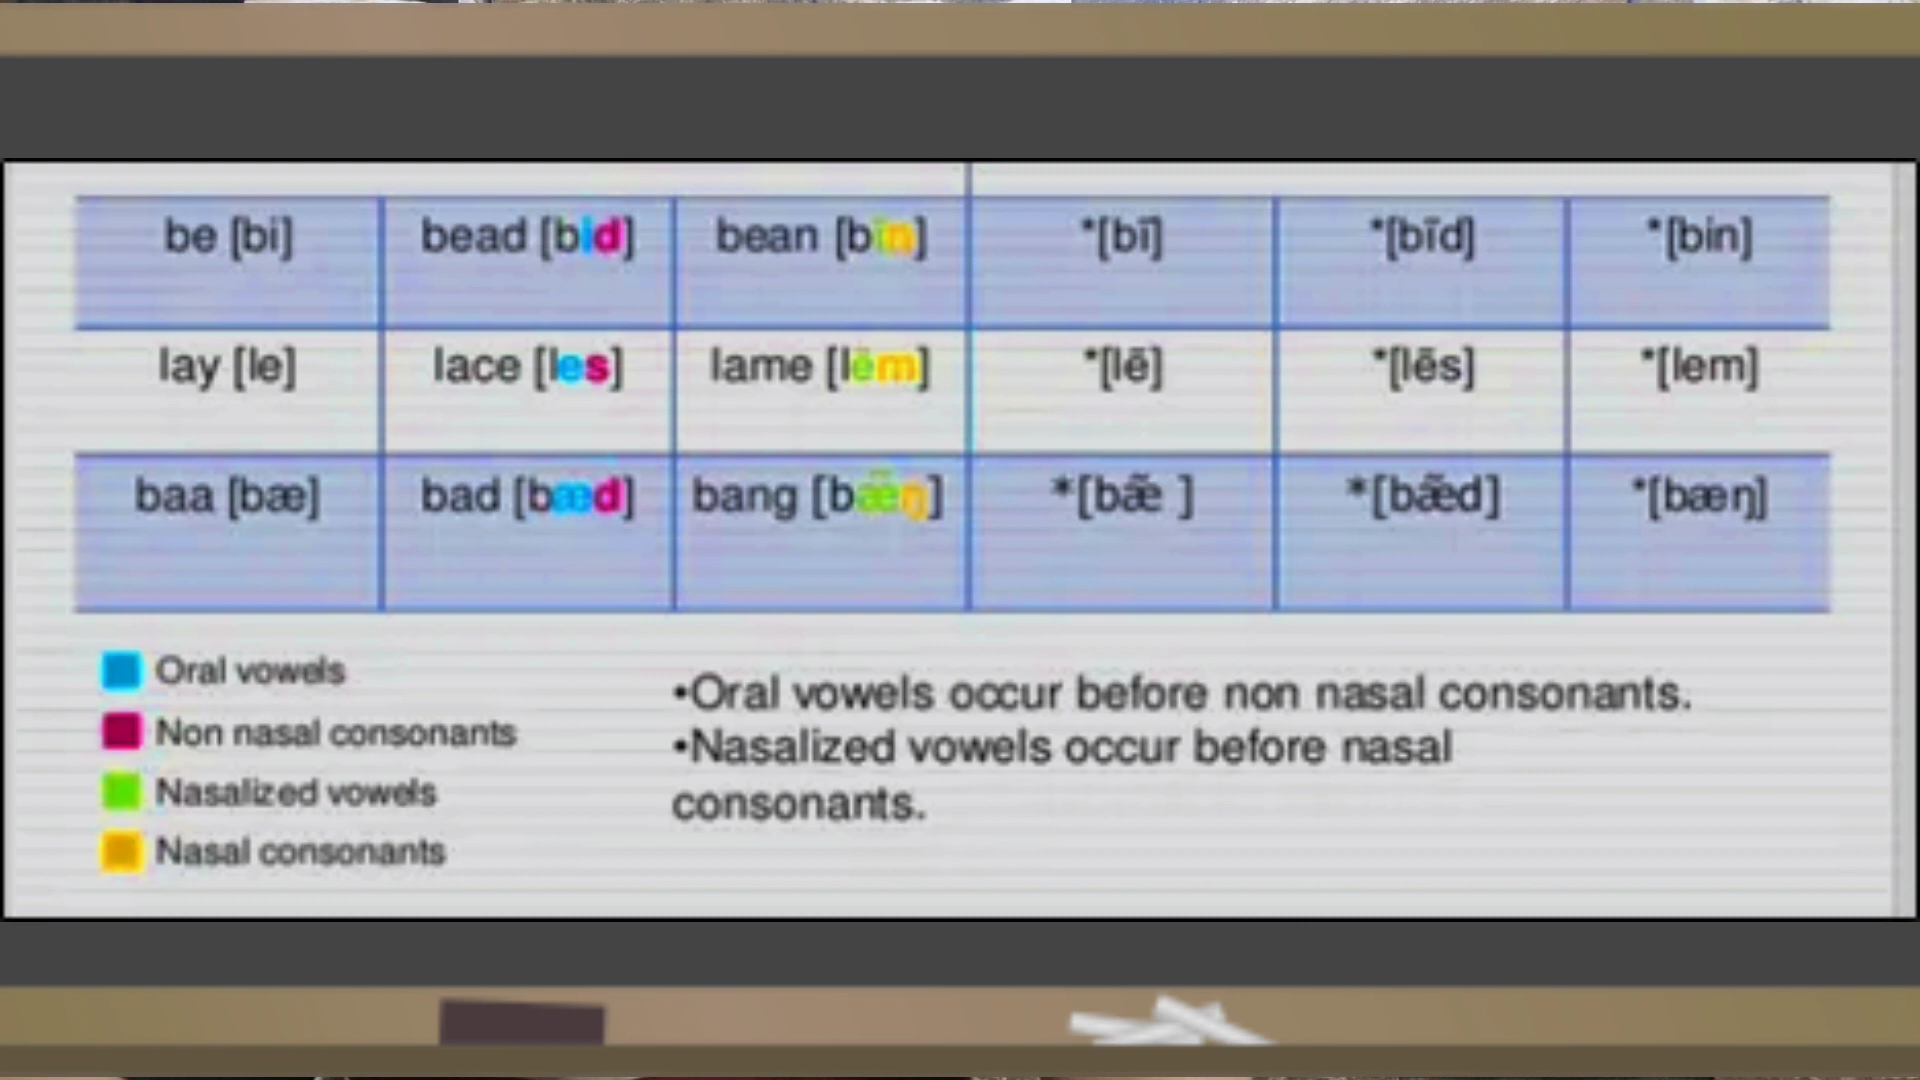 be [bi] bead [bid] bean [bĩn] *[bĩ] *[bĩd] *[bin]
lay [le] lace [les] lame [lẽm] *[lẽ] *[lẽs] *[lem]
baa [bæ] bad [bæd] bang [bæ̃ŋ] *[bæ̃ ] *[bæ̃d] *[bæŋ]
Oral vowels
Non nasal consonants
Nasalized vowels
Nasal consonants
•Oral vowels occur before non nasal consonants.
•Nasalized vowels occur before nasal
consonants.